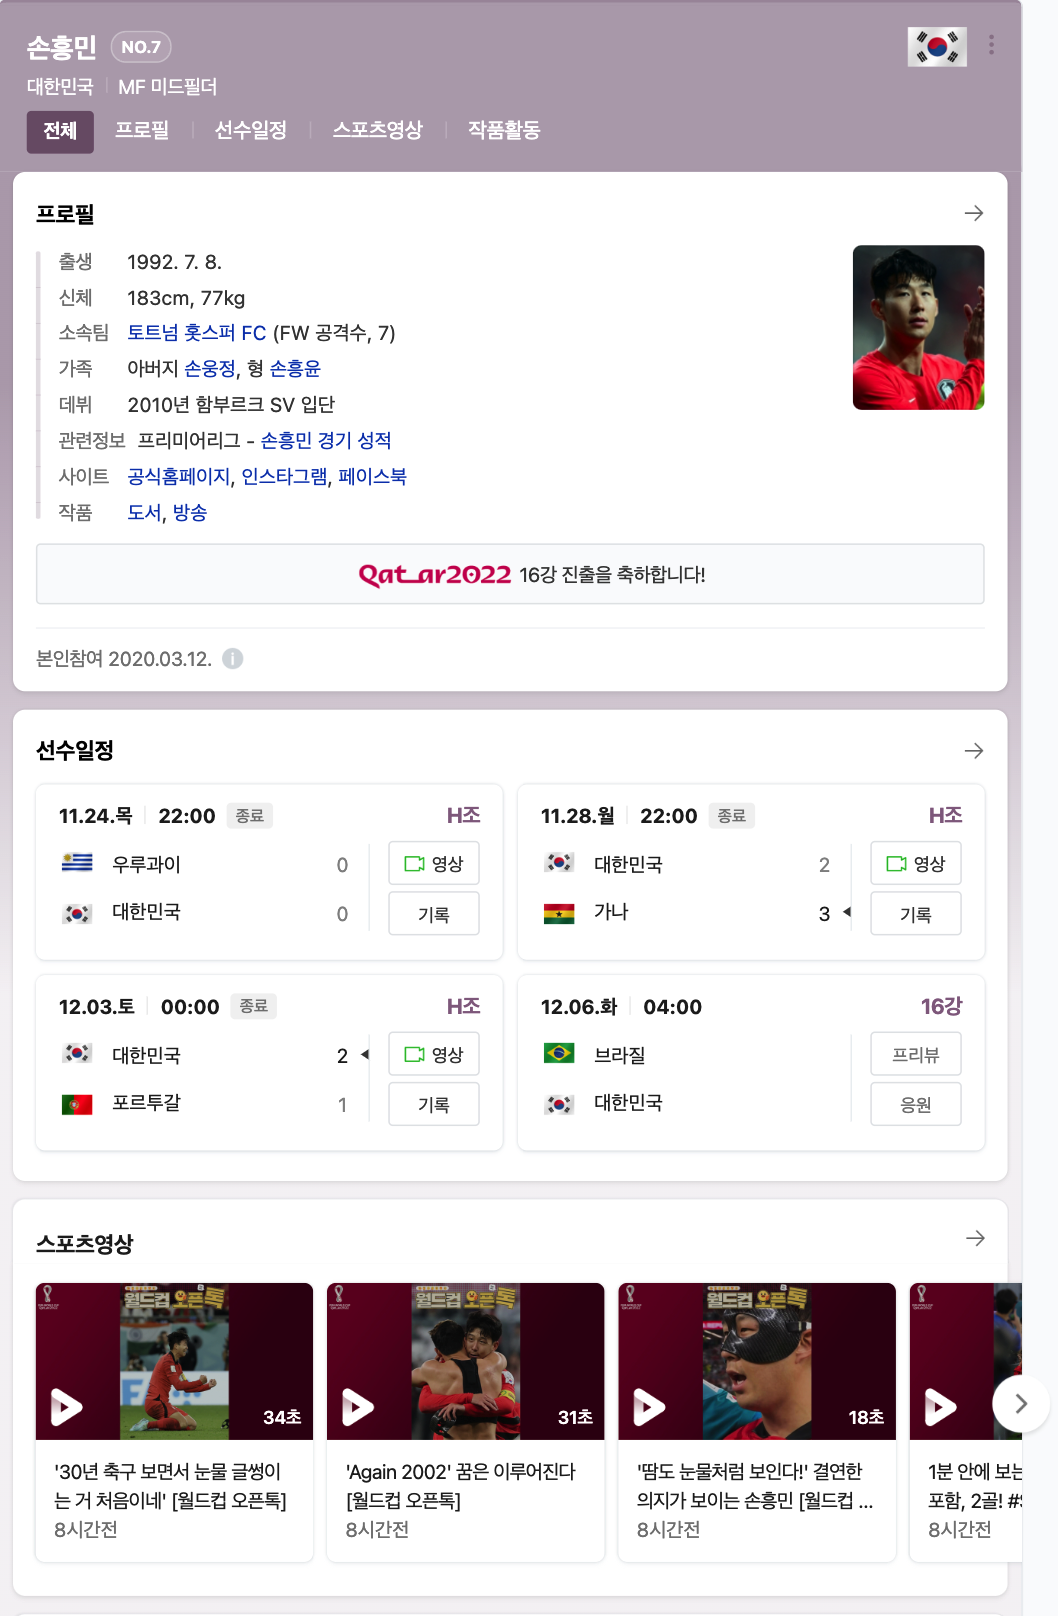 손흥민 NO.7
대한민국 MF 미드필더
전체 프로필 선수일정 스포츠영상 작품활동
프로필
출생 1992. 7. 8.
신체 183cm, 77kg
소속팀 토트넘 홋스퍼 FC (FW 공격수, 7)
가족 아버지 손웅정, 형 손흥윤
데뷔 2010년 함부르크 SV 입단
관련정보 프리미어리그 - 손흥민 경기 성적
사이트 공식홈페이지, 인스타그램, 페이스북
작품 도서, 방송
Qatar2022 16강 진출을 축하합니다!
본인참여 2020.03.12.
선수일정
11.24.목 22:00 종료 H조
우루과이 0 영상
대한민국 0 기록
11.28.월 22:00 종료 H조
대한민국 2 영상
가나 3 기록
12.03.토 00:00 종료 H조
대한민국 2 영상
포르투갈 1 기록
12.06.화 04:00 16강
브라질 프리뷰
대한민국 응원
스포츠영상
월드컵 오픈톡
34초
'30년 축구 보면서 눈물 글썽이
는 거 처음이네' [월드컵 오픈톡]
8시간전
월드컵 오픈톡
31초
'Again 2002' 꿈은 이루어진다
[월드컵 오픈톡]
8시간전
월드컵 오픈톡
18초
'땀도 눈물처럼 보인다!' 결연한
의지가 보이는 손흥민 [월드컵 ...
8시간전
1분 안에 보는
포함, 2골! #
8시간전